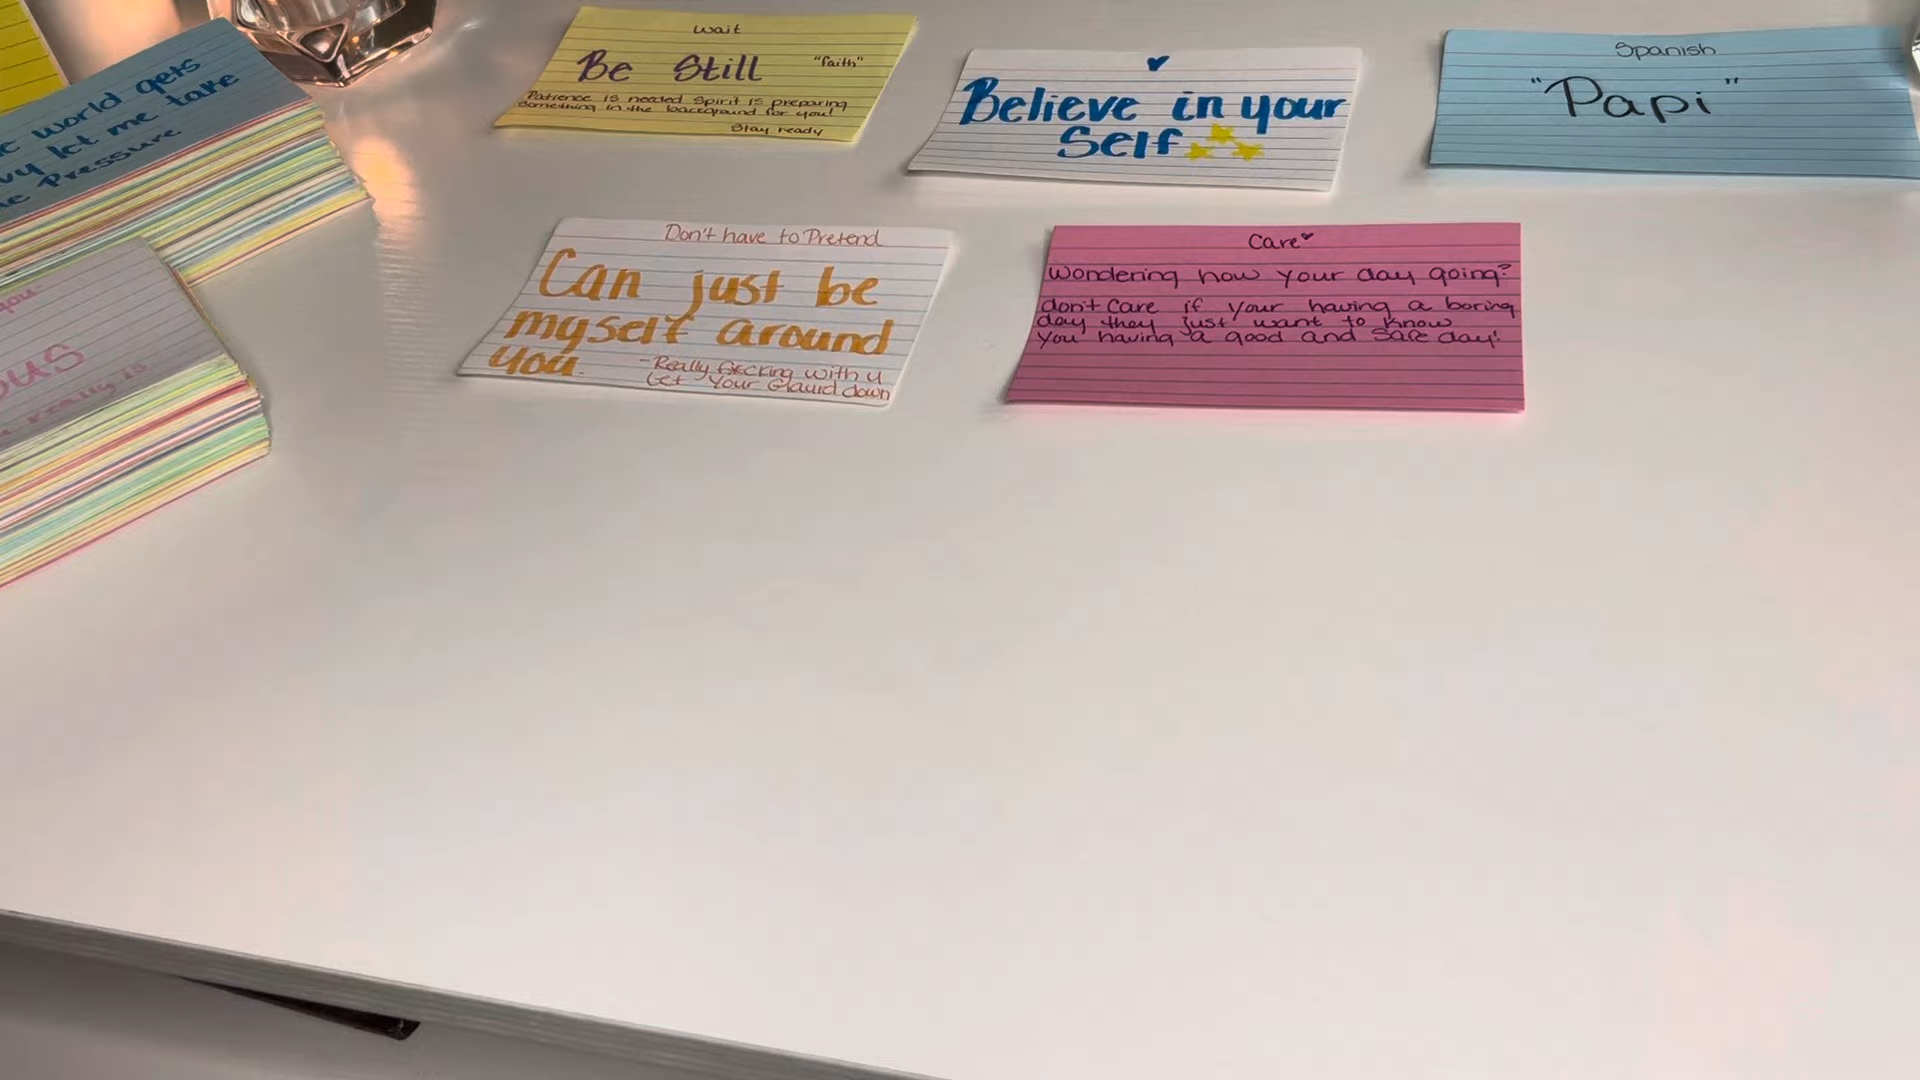 wait
Be Still "faith"
Patience is needed Spirit is preparing
something in the background for you!
Stay ready
Believe in your
Self
Spanish
"Papi"
world gets
let me take
Pressure
Don't have to Pretend
Can just be
myself around
you.
-Really with u
Let your down
Care
wondering how your day going?
don't care if your having a boring
day they just want to know
you having a good and safe day!
you
really is